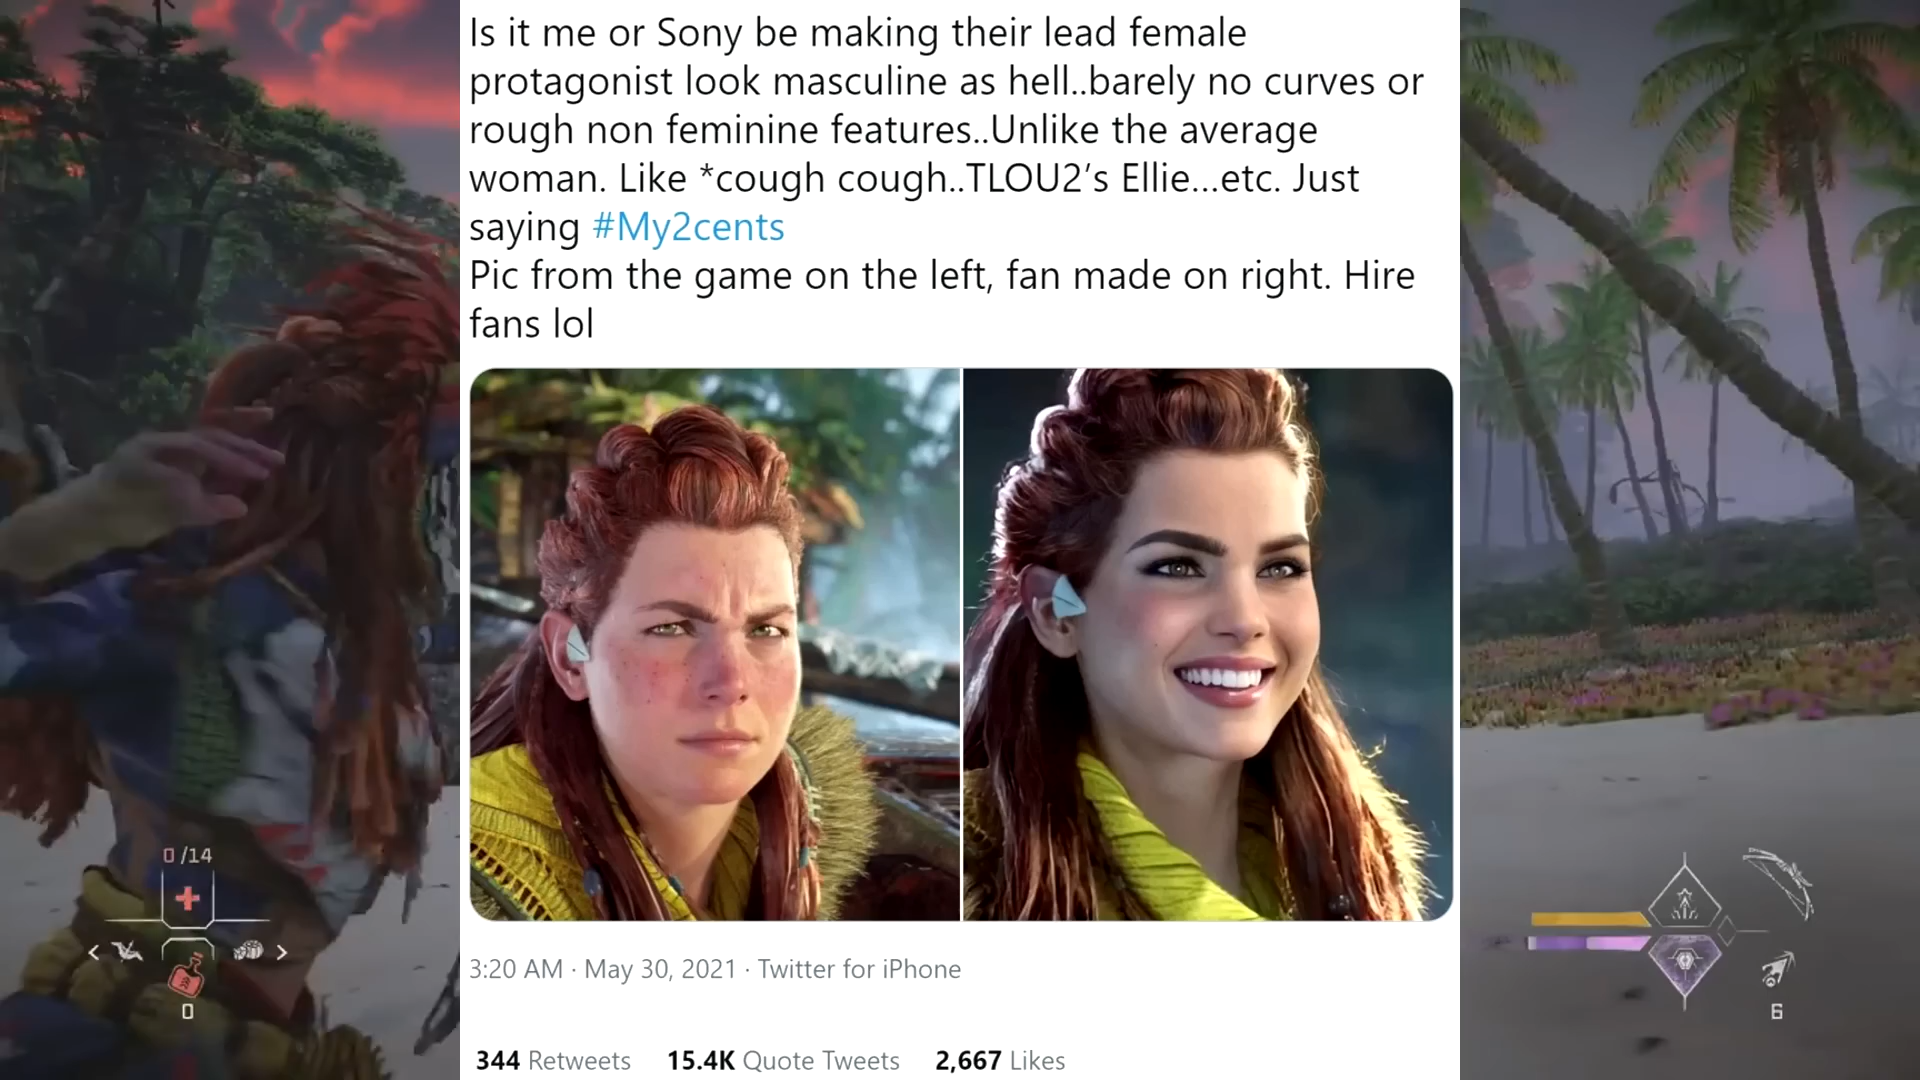 Is it me or Sony be making their lead female
protagonist look masculine as hell..barely no curves or
rough non feminine features..Unlike the average
woman. Like *cough cough..TLOU2’s Ellie...etc. Just
saying #My2cents
Pic from the game on the left, fan made on right. Hire
fans lol
3:20 AM · May 30, 2021 · Twitter for iPhone
344 Retweets 15.4K Quote Tweets 2,667 Likes
0 /14
0
6